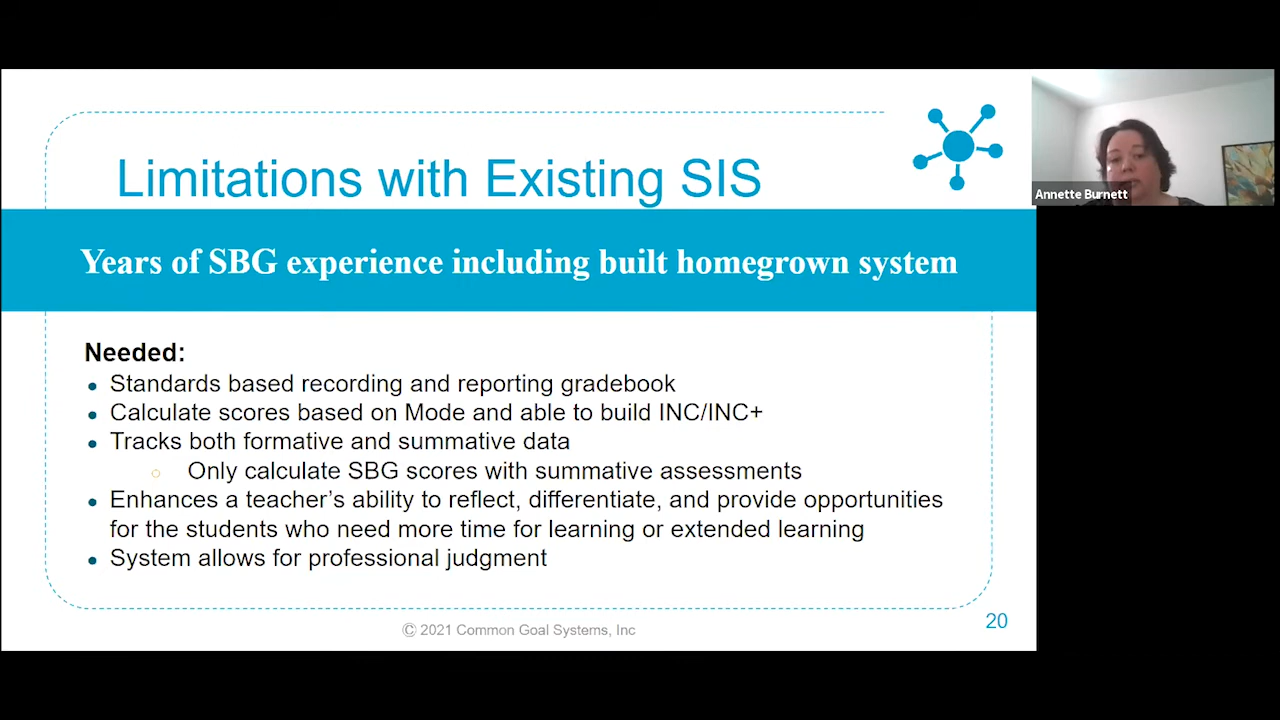 Limitations with Existing SIS
Annette Burnett
Years of SBG experience including built homegrown system
Needed:
• Standards based recording and reporting gradebook
• Calculate scores based on Mode and able to build INC/INC+
• Tracks both formative and summative data
○ Only calculate SBG scores with summative assessments
• Enhances a teacher’s ability to reflect, differentiate, and provide opportunities
for the students who need more time for learning or extended learning
• System allows for professional judgment
© 2021 Common Goal Systems, Inc
20